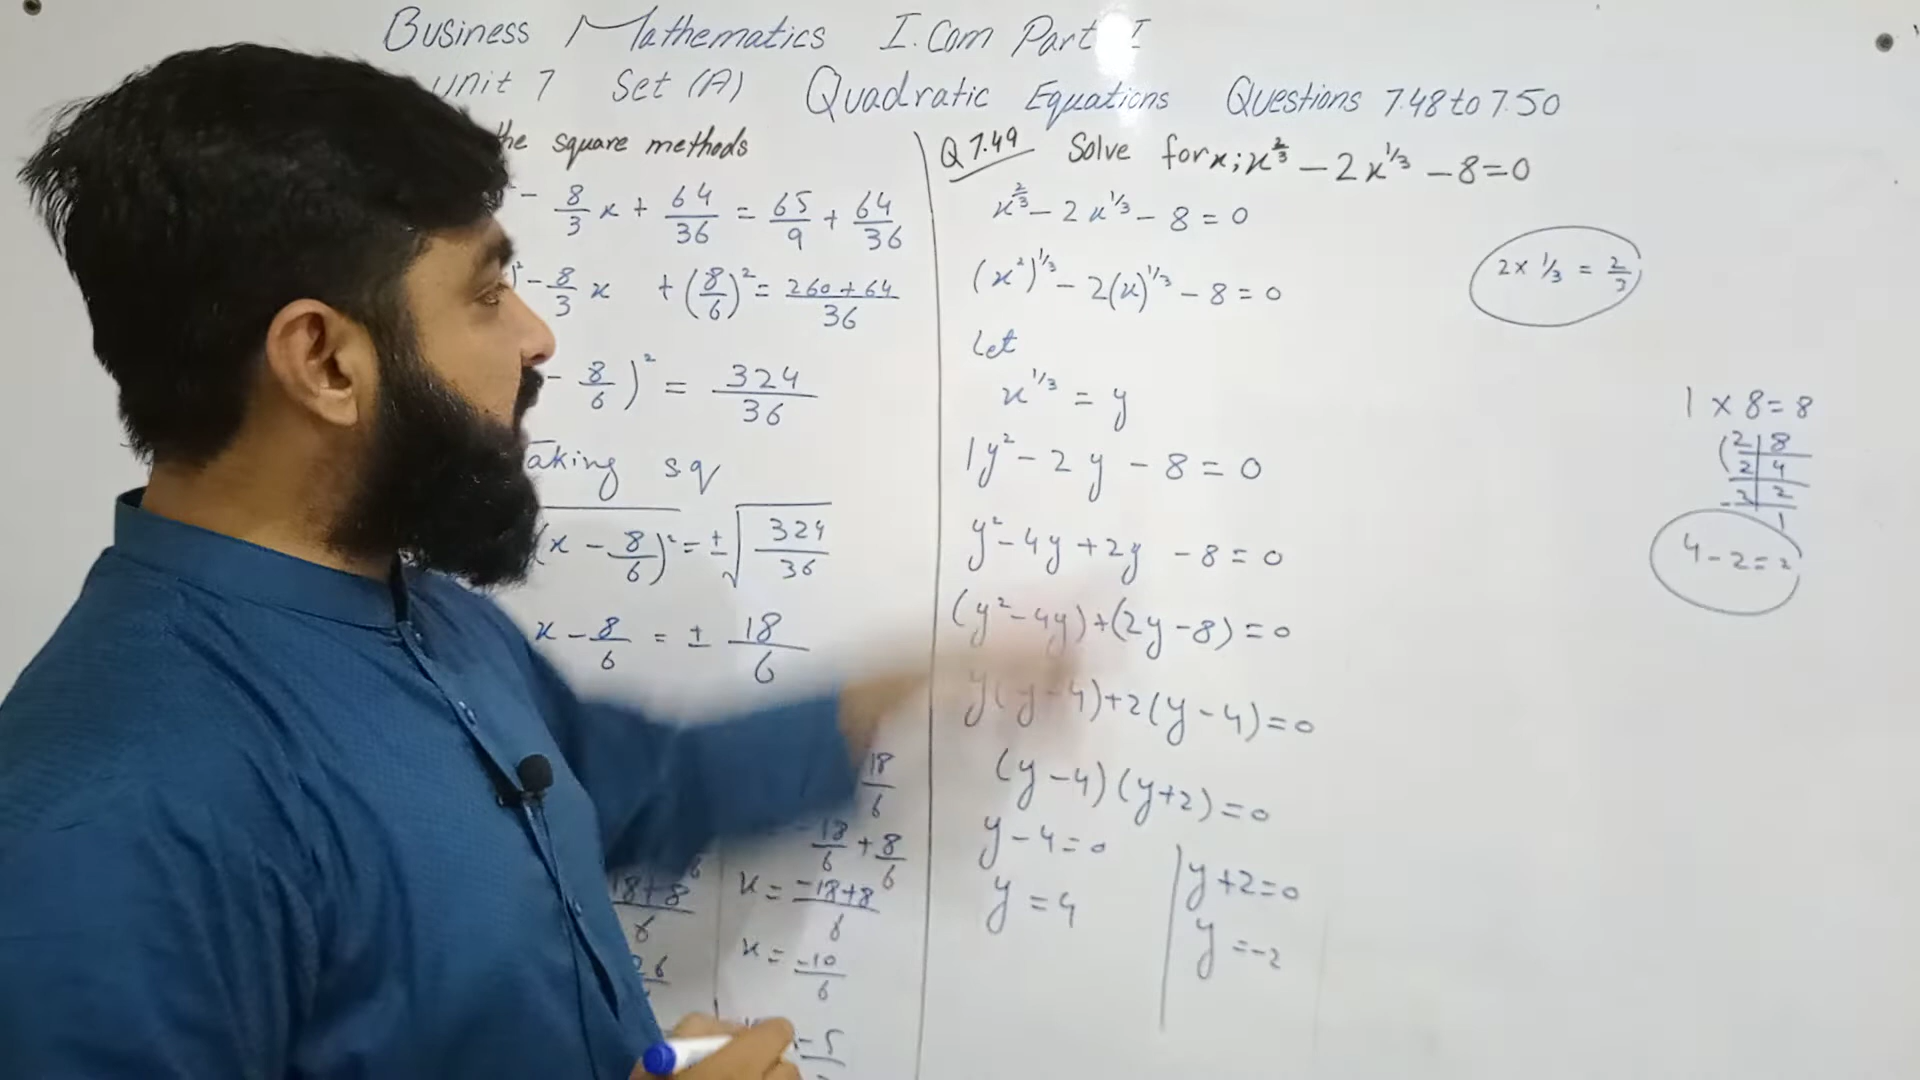 Business Mathematics I.Com Part I
Unit 7 Set (A) Quadratic Equations Questions 7.48 to 7.50
the square methods
- 8/3 x + 64/36 = 65/9 + 64/36
- 8/3 x + (8/6)² = 260+64/36
- 8/6)² = 324/36
Taking sq
(x - 8/6)² = ± √324/36
x - 8/6 = ± 18/6
18/6
18+8/6
26
-18/6 + 8/6
x = -18+8/6
x = -10/6
-5
Q 7.49 Solve for x; x^2/3 - 2x^1/3 - 8 = 0
x^2/3 - 2x^1/3 - 8 = 0
(x²)^1/3 - 2(x)^1/3 - 8 = 0
Let
x^1/3 = y
1y² - 2y - 8 = 0
y² - 4y + 2y - 8 = 0
(y² - 4y) + (2y - 8) = 0
y(y - 4) + 2(y - 4) = 0
(y - 4)(y + 2) = 0
y - 4 = 0
y = 4
y + 2 = 0
y = -2
2 × 1/3 = 2/3
1 × 8 = 8
2 | 8
2 | 4
2 | 2
1
4 - 2 = 2